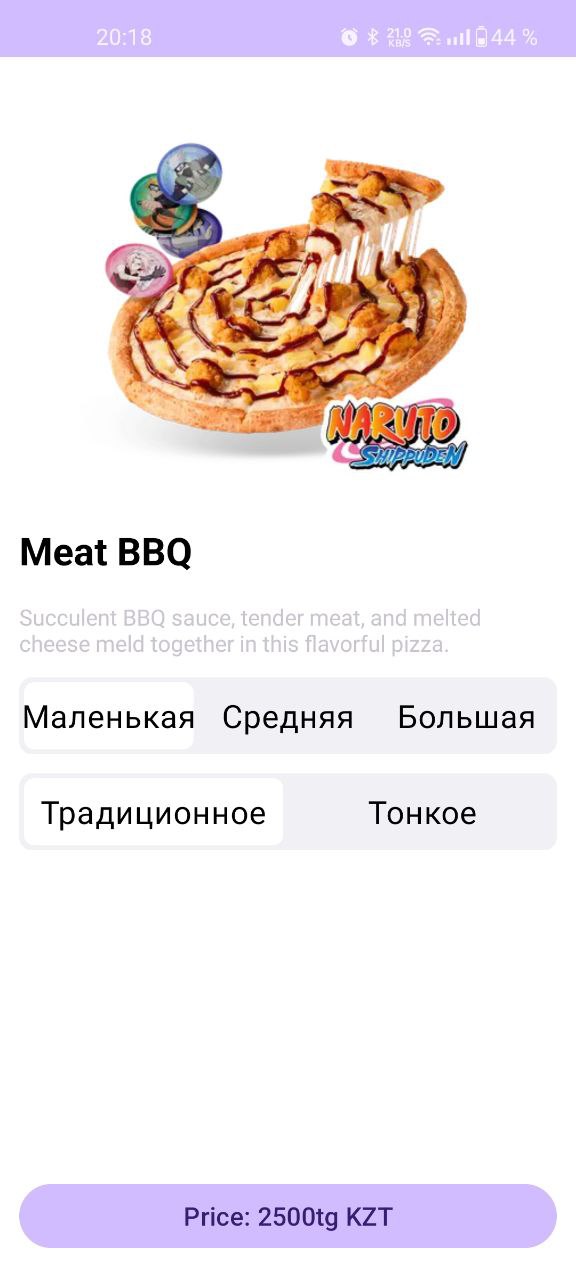 20:18
21.0
KB/S
44 %
NARUTO
SHIPPUDEN
Meat BBQ
Succulent BBQ sauce, tender meat, and melted
cheese meld together in this flavorful pizza.
Маленькая Средняя Большая
Традиционное Тонкое
Price: 2500tg KZT